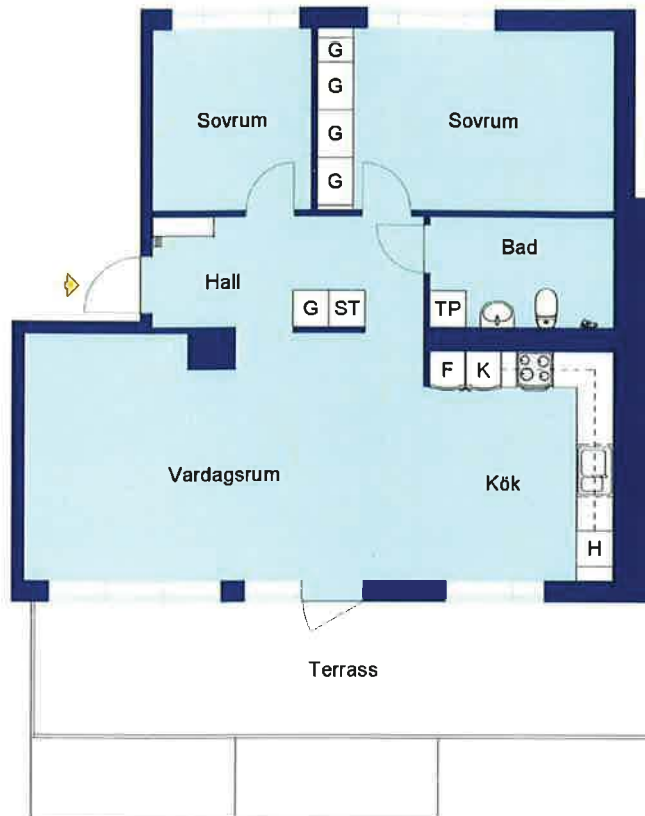 G
G
Sovrum
Sovrum
G
G
Bad
Hall
G
ST
TP
F
K
Vardagsrum
Kök
H
Terrass